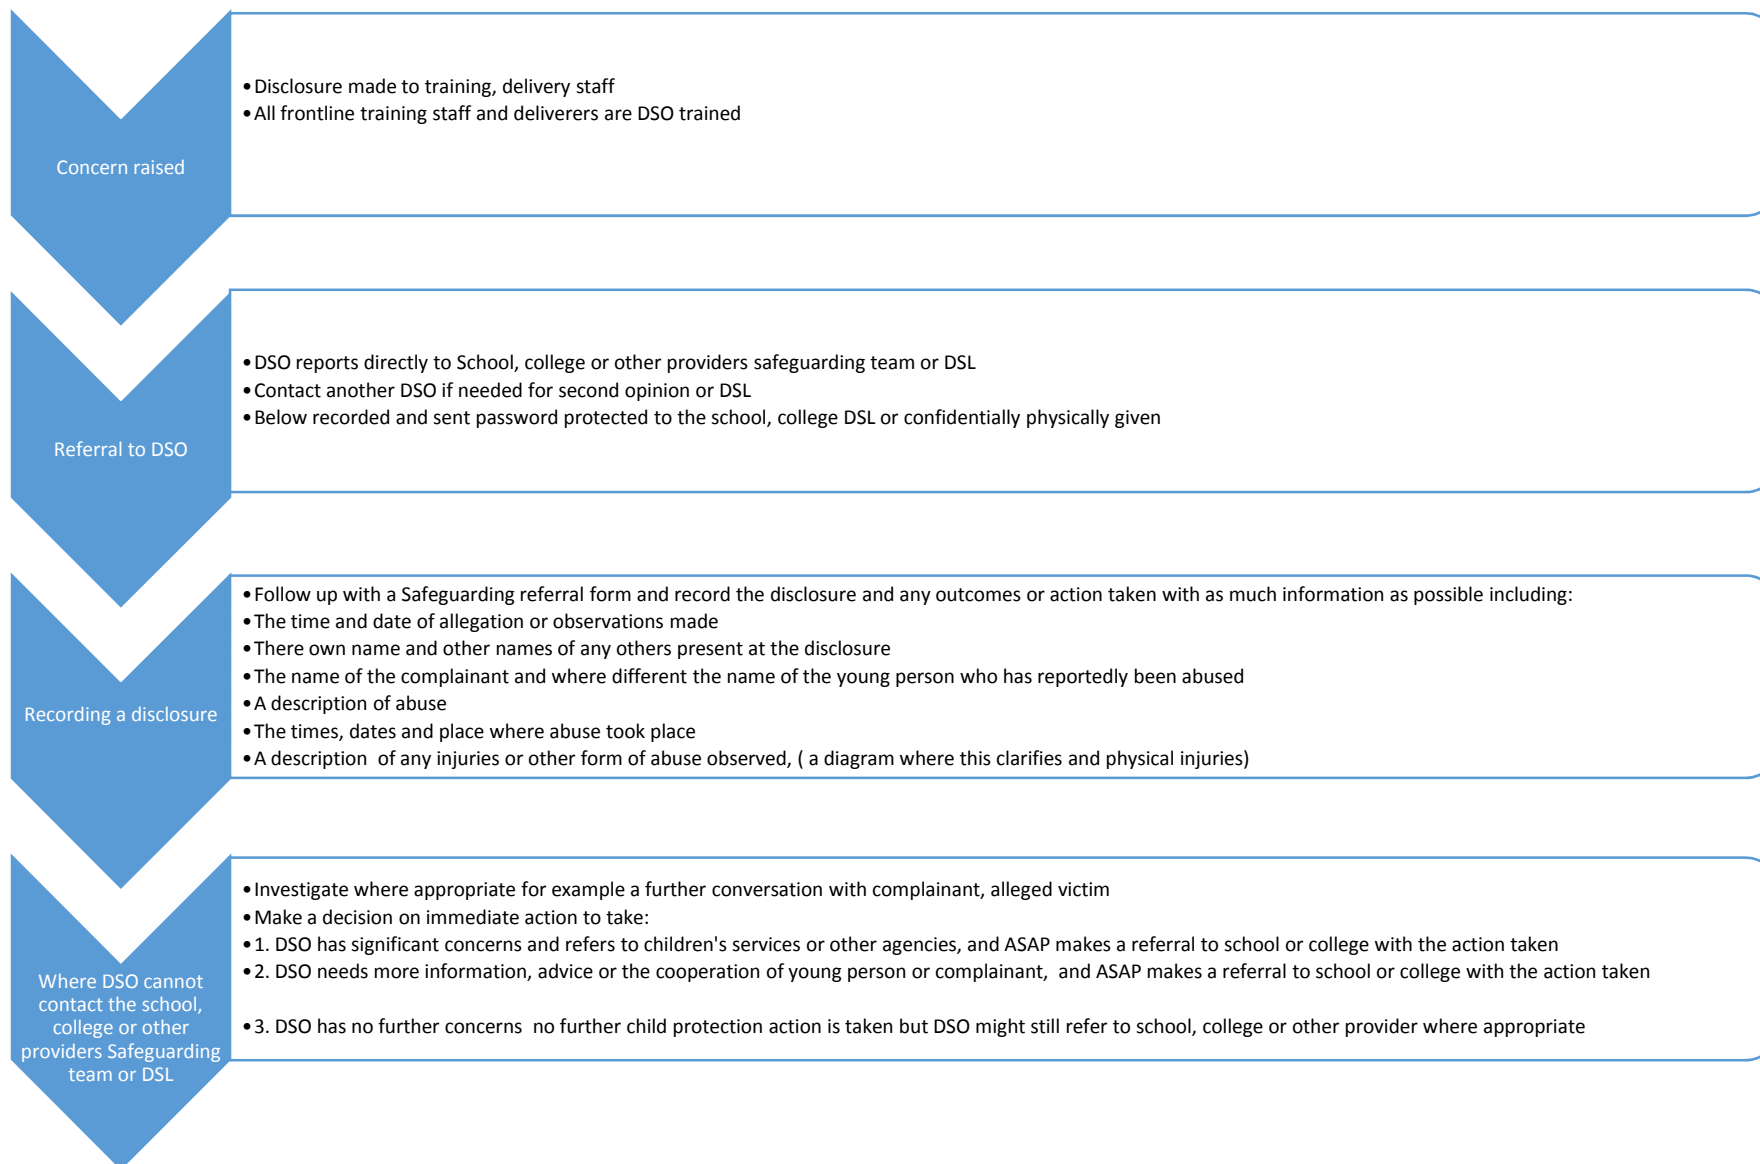 Concern raised
•Disclosure made to training, delivery staff
•All frontline training staff and deliverers are DSO trained
Referral to DSO
•DSO reports directly to School, college or other providers safeguarding team or DSL
•Contact another DSO if needed for second opinion or DSL
•Below recorded and sent password protected to the school, college DSL or confidentially physically given
Recording a disclosure
•Follow up with a Safeguarding referral form and record the disclosure and any outcomes or action taken with as much information as possible including:
•The time and date of allegation or observations made
•There own name and other names of any others present at the disclosure
•The name of the complainant and where different the name of the young person who has reportedly been abused
•A description of abuse
•The times, dates and place where abuse took place
•A description  of any injuries or other form of abuse observed, ( a diagram where this clarifies and physical injuries)
Where DSO cannot
contact the school,
college or other
providers Safeguarding
team or DSL
•Investigate where appropriate for example a further conversation with complainant, alleged victim
•Make a decision on immediate action to take:
•1. DSO has significant concerns and refers to children's services or other agencies, and ASAP makes a referral to school or college with the action taken
•2. DSO needs more information, advice or the cooperation of young person or complainant,  and ASAP makes a referral to school or college with the action taken
•3. DSO has no further concerns  no further child protection action is taken but DSO might still refer to school, college or other provider where appropriate